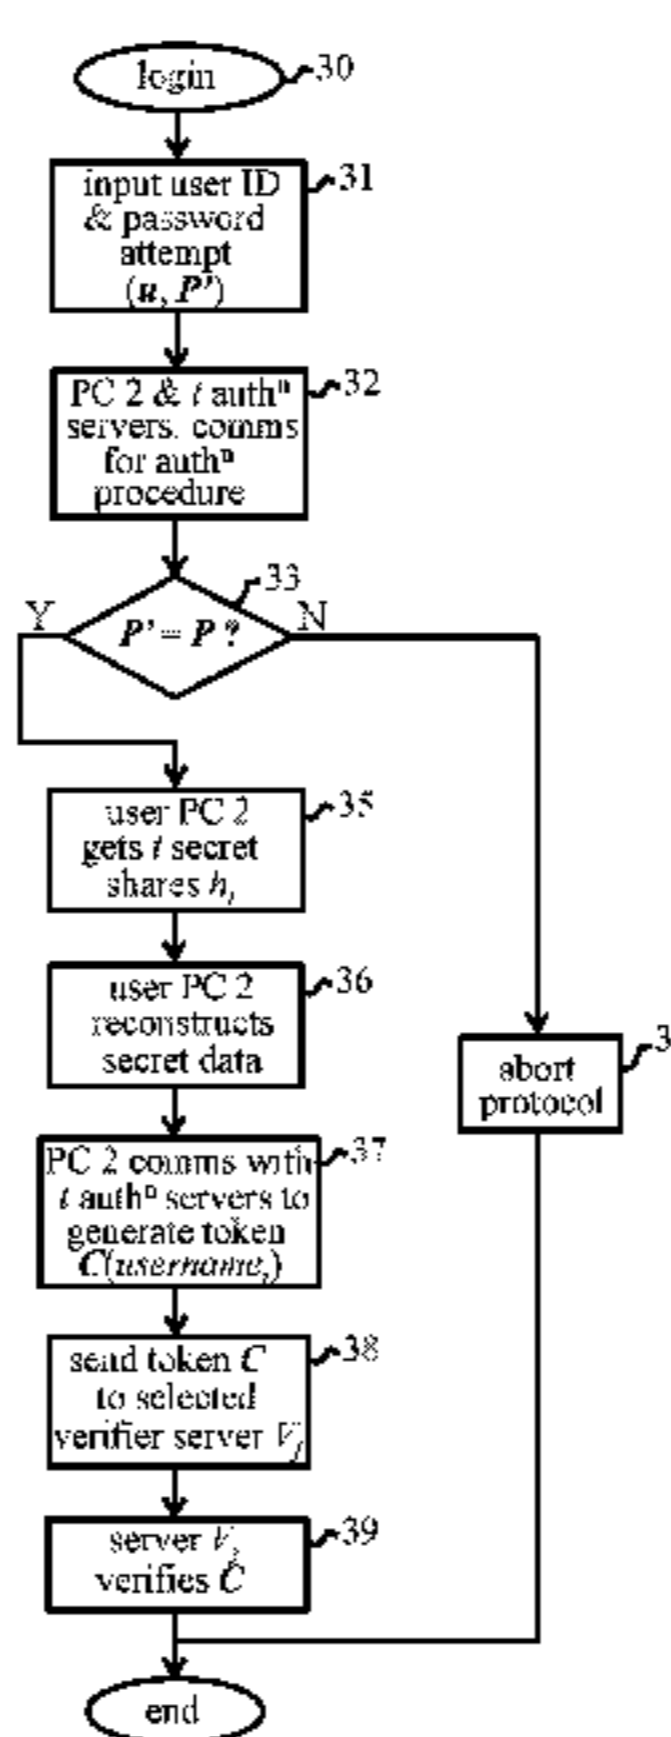 login
30
input user ID
& password
attempt
(u, P')
31
PC 2 & t authⁿ
servers. comms
for authⁿ
procedure
32
33
Y
P' = P ?
N
user PC 2
gets t secret
shares hᵢ
35
user PC 2
reconstructs
secret data
36
abort
protocol
3
PC 2 comms with
t authⁿ servers to
generate token
C(usernameⱼ)
37
send token C
to selected
verifier server Vⱼ
38
server Vⱼ
verifies C
39
end